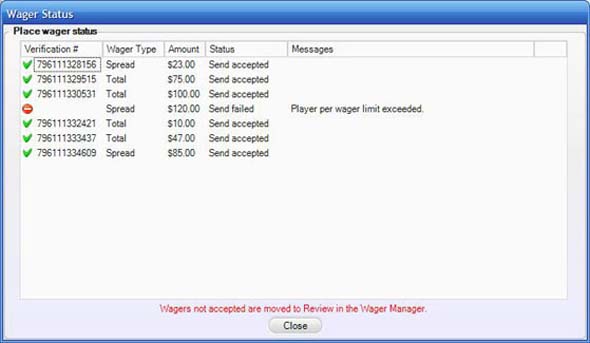 Wager Status
Place wager status
Verification # Wager Type Amount Status Messages
796111328156 Spread $23.00 Send accepted
796111329515 Total $75.00 Send accepted
796111330531 Total $100.00 Send accepted
Spread $120.00 Send failed Player per wager limit exceeded.
796111332421 Total $10.00 Send accepted
796111333437 Total $47.00 Send accepted
796111334609 Spread $85.00 Send accepted
Wagers not accepted are moved to Review in the Wager Manager.
Close